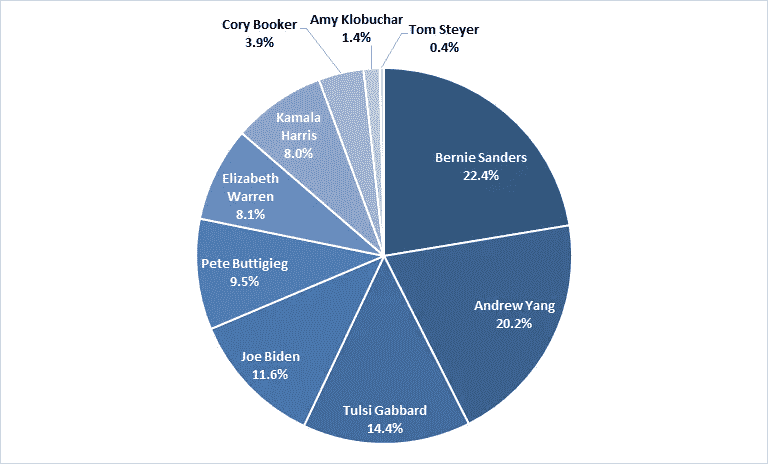 Cory Booker
3.9%
Amy Klobuchar
1.4%
Tom Steyer
0.4%
Kamala
Harris
8.0%
Bernie Sanders
22.4%
Elizabeth
Warren
8.1%
Pete Buttigieg
9.5%
Andrew Yang
20.2%
Joe Biden
11.6%
Tulsi Gabbard
14.4%